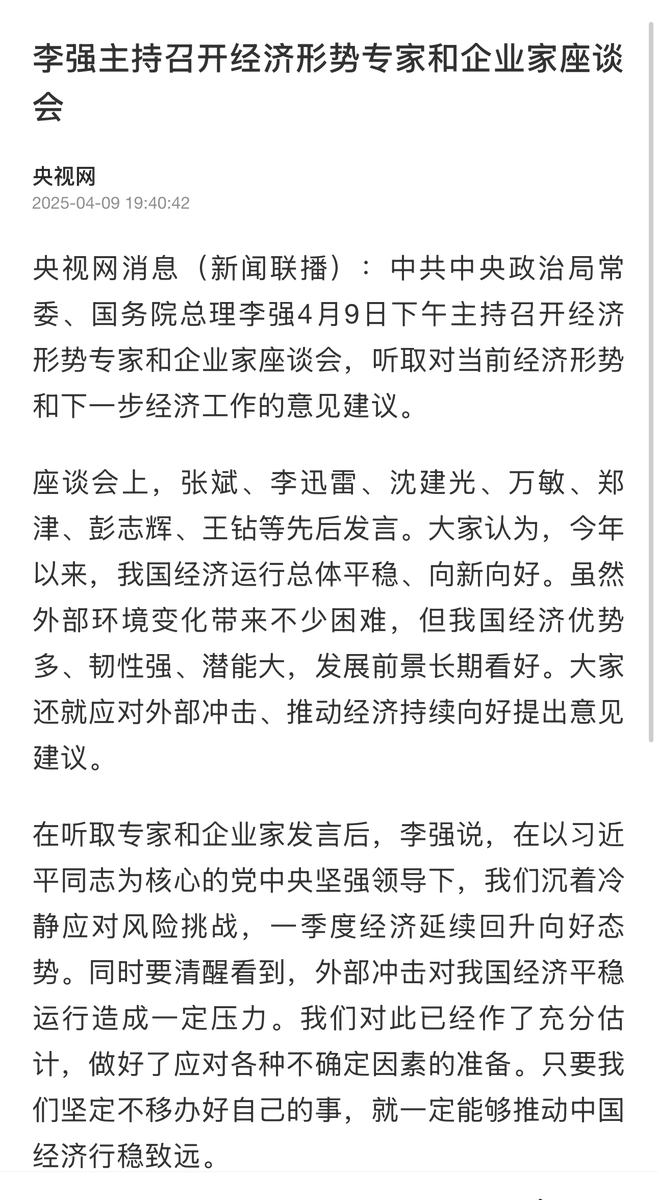 李强主持召开经济形势专家和企业家座谈
会
央视网
2025-04-09 19:40:42
央视网消息（新闻联播）：中共中央政治局常
委、国务院总理李强4月9日下午主持召开经济
形势专家和企业家座谈会，听取对当前经济形势
和下一步经济工作的意见建议。
座谈会上，张斌、李迅雷、沈建光、万敏、郑
津、彭志辉、王钻等先后发言。大家认为，今年
以来，我国经济运行总体平稳、向新向好。虽然
外部环境变化带来不少困难，但我国经济优势
多、韧性强、潜能大，发展前景长期看好。大家
还就应对外部冲击、推动经济持续向好提出意见
建议。
在听取专家和企业家发言后，李强说，在以习近
平同志为核心的党中央坚强领导下，我们沉着冷
静应对风险挑战，一季度经济延续回升向好态
势。同时要清醒看到，外部冲击对我国经济平稳
运行造成一定压力。我们对此已经作了充分估
计，做好了应对各种不确定因素的准备。只要我
们坚定不移办好自己的事，就一定能够推动中国
经济行稳致远。